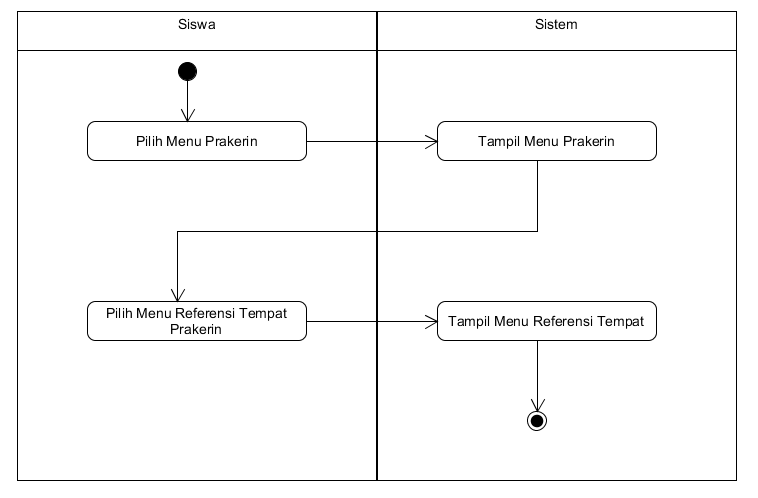 Siswa
Sistem
Pilih Menu Prakerin
Tampil Menu Prakerin
Pilih Menu Referensi Tempat
Prakerin
Tampil Menu Referensi Tempat